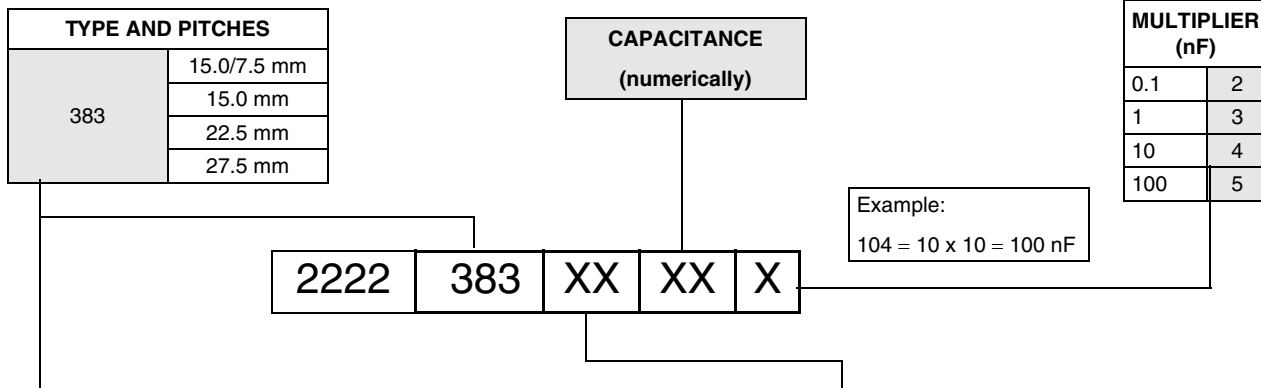 TYPE AND PITCHES
383
15.0/7.5 mm
15.0 mm
22.5 mm
27.5 mm
CAPACITANCE
(numerically)
MULTIPLIER
(nF)
0.1 2
1 3
10 4
100 5
Example:
104 = 10 x 10 = 100 nF
2222 383 XX XX X